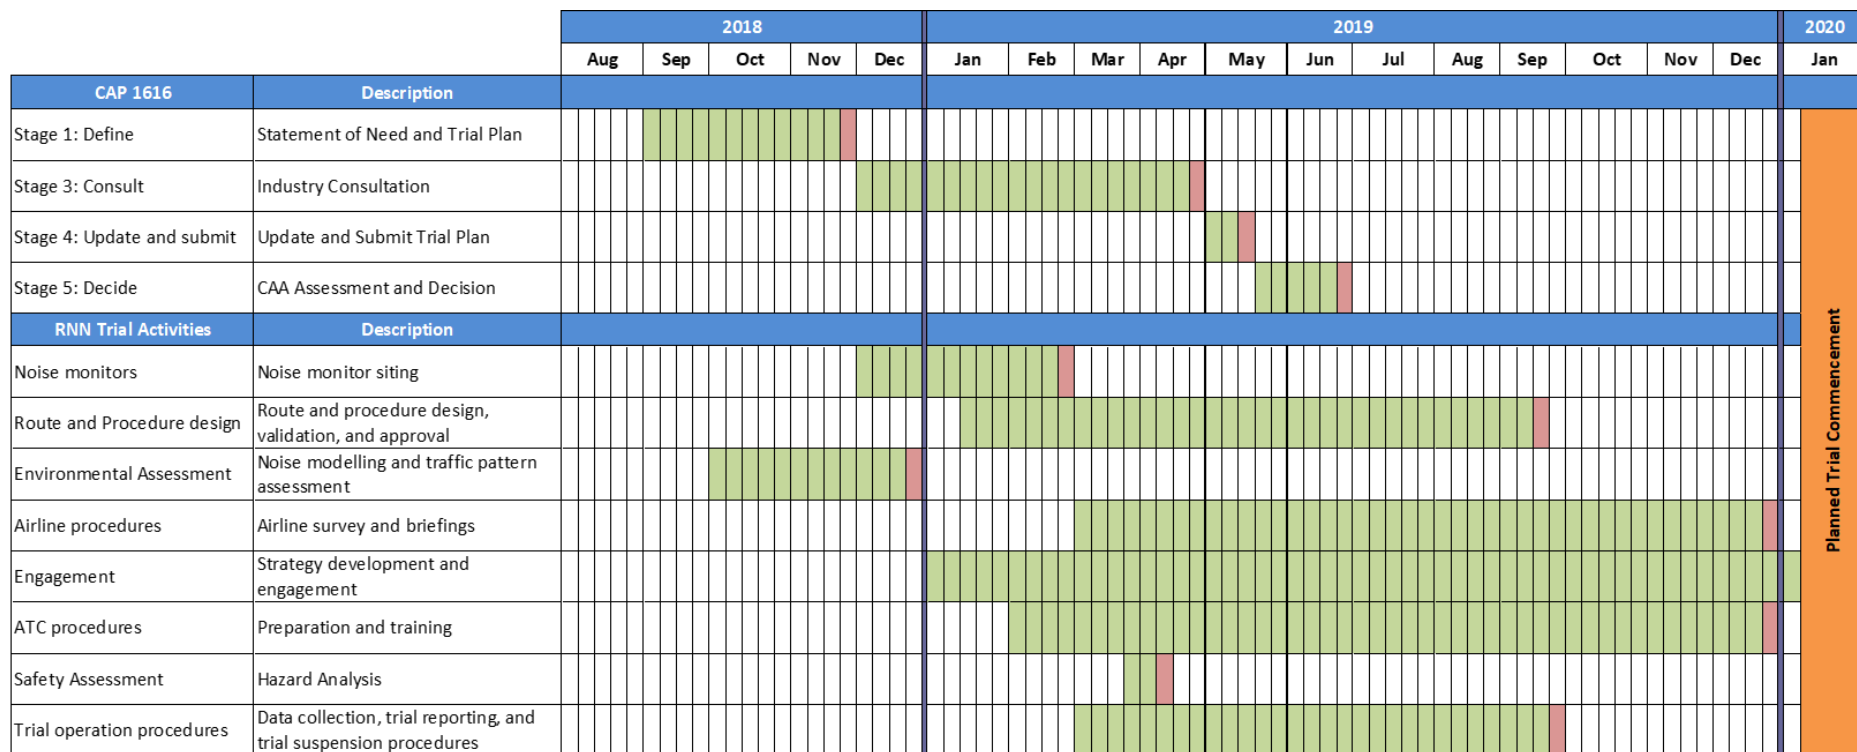 2018 2019 2020
Aug Sep Oct Nov Dec Jan Feb Mar Apr May Jun Jul Aug Sep Oct Nov Dec Jan
CAP 1616 Description
Stage 1: Define Statement of Need and Trial Plan
Stage 3: Consult Industry Consultation
Stage 4: Update and submit Update and Submit Trial Plan
Stage 5: Decide CAA Assessment and Decision
RNN Trial Activities Description
Noise monitors Noise monitor siting
Route and Procedure design Route and procedure design,
validation, and approval
Environmental Assessment Noise modelling and traffic pattern
assessment
Airline procedures Airline survey and briefings
Engagement Strategy development and
engagement
ATC procedures Preparation and training
Safety Assessment Hazard Analysis
Trial operation procedures Data collection, trial reporting, and
trial suspension procedures
Planned Trial Commencement